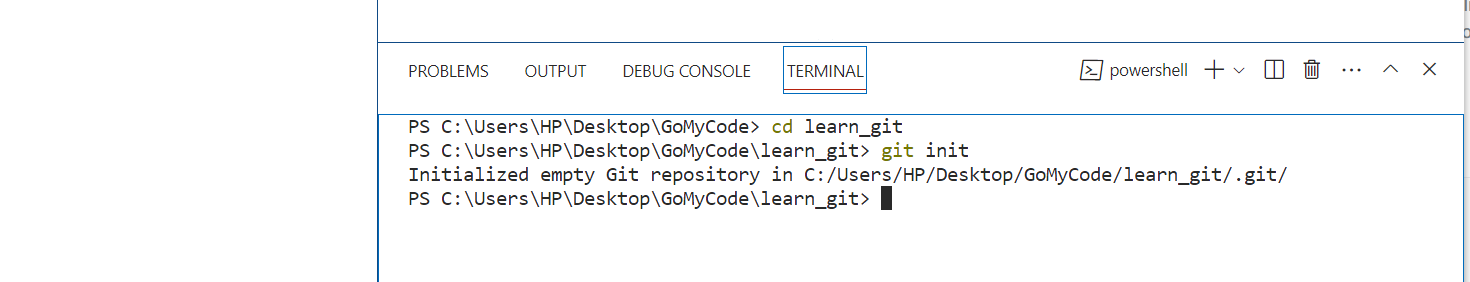 PROBLEMS OUTPUT DEBUG CONSOLE TERMINAL powershell
PS C:\Users\HP\Desktop\GoMyCode> cd learn_git
PS C:\Users\HP\Desktop\GoMyCode\learn_git> git init
Initialized empty Git repository in C:/Users/HP/Desktop/GoMyCode/learn_git/.git/
PS C:\Users\HP\Desktop\GoMyCode\learn_git>